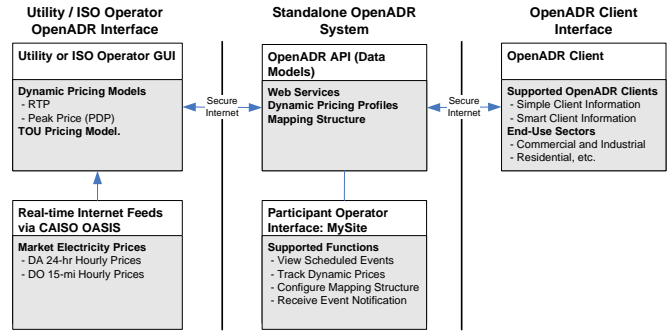 Utility / ISO Operator
OpenADR Interface
Utility or ISO Operator GUI
Dynamic Pricing Models
- RTP
- Peak Price (PDP)
TOU Pricing Model.
Real-time Internet Feeds
via CAISO OASIS
Market Electricity Prices
- DA 24-hr Hourly Prices
- DO 15-mi Hourly Prices
Secure
Internet
Standalone OpenADR
System
OpenADR API (Data
Models)
Web Services
Dynamic Pricing Profiles
Mapping Structure
Participant Operator
Interface: MySite
Supported Functions
- View Scheduled Events
- Track Dynamic Prices
- Configure Mapping Structure
- Receive Event Notification
Secure
Internet
OpenADR Client
Interface
OpenADR Client
Supported OpenADR Clients
- Simple Client Information
- Smart Client Information
End-Use Sectors
- Commercial and Industrial
- Residential, etc.